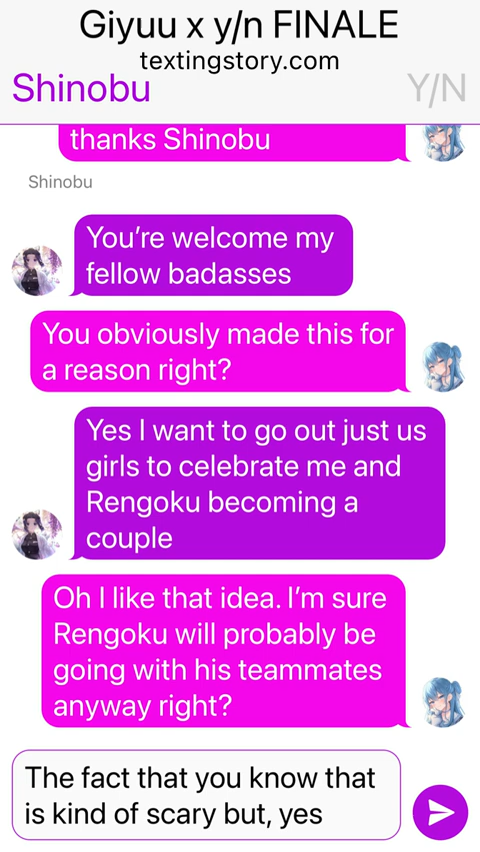 Giyuu x y/n FINALE
textingstory.com
Shinobu
Y/N
thanks Shinobu
Shinobu
You’re welcome my
fellow badasses
You obviously made this for
a reason right?
Yes I want to go out just us
girls to celebrate me and
Rengoku becoming a
couple
Oh I like that idea. I’m sure
Rengoku will probably be
going with his teammates
anyway right?
The fact that you know that
is kind of scary but, yes